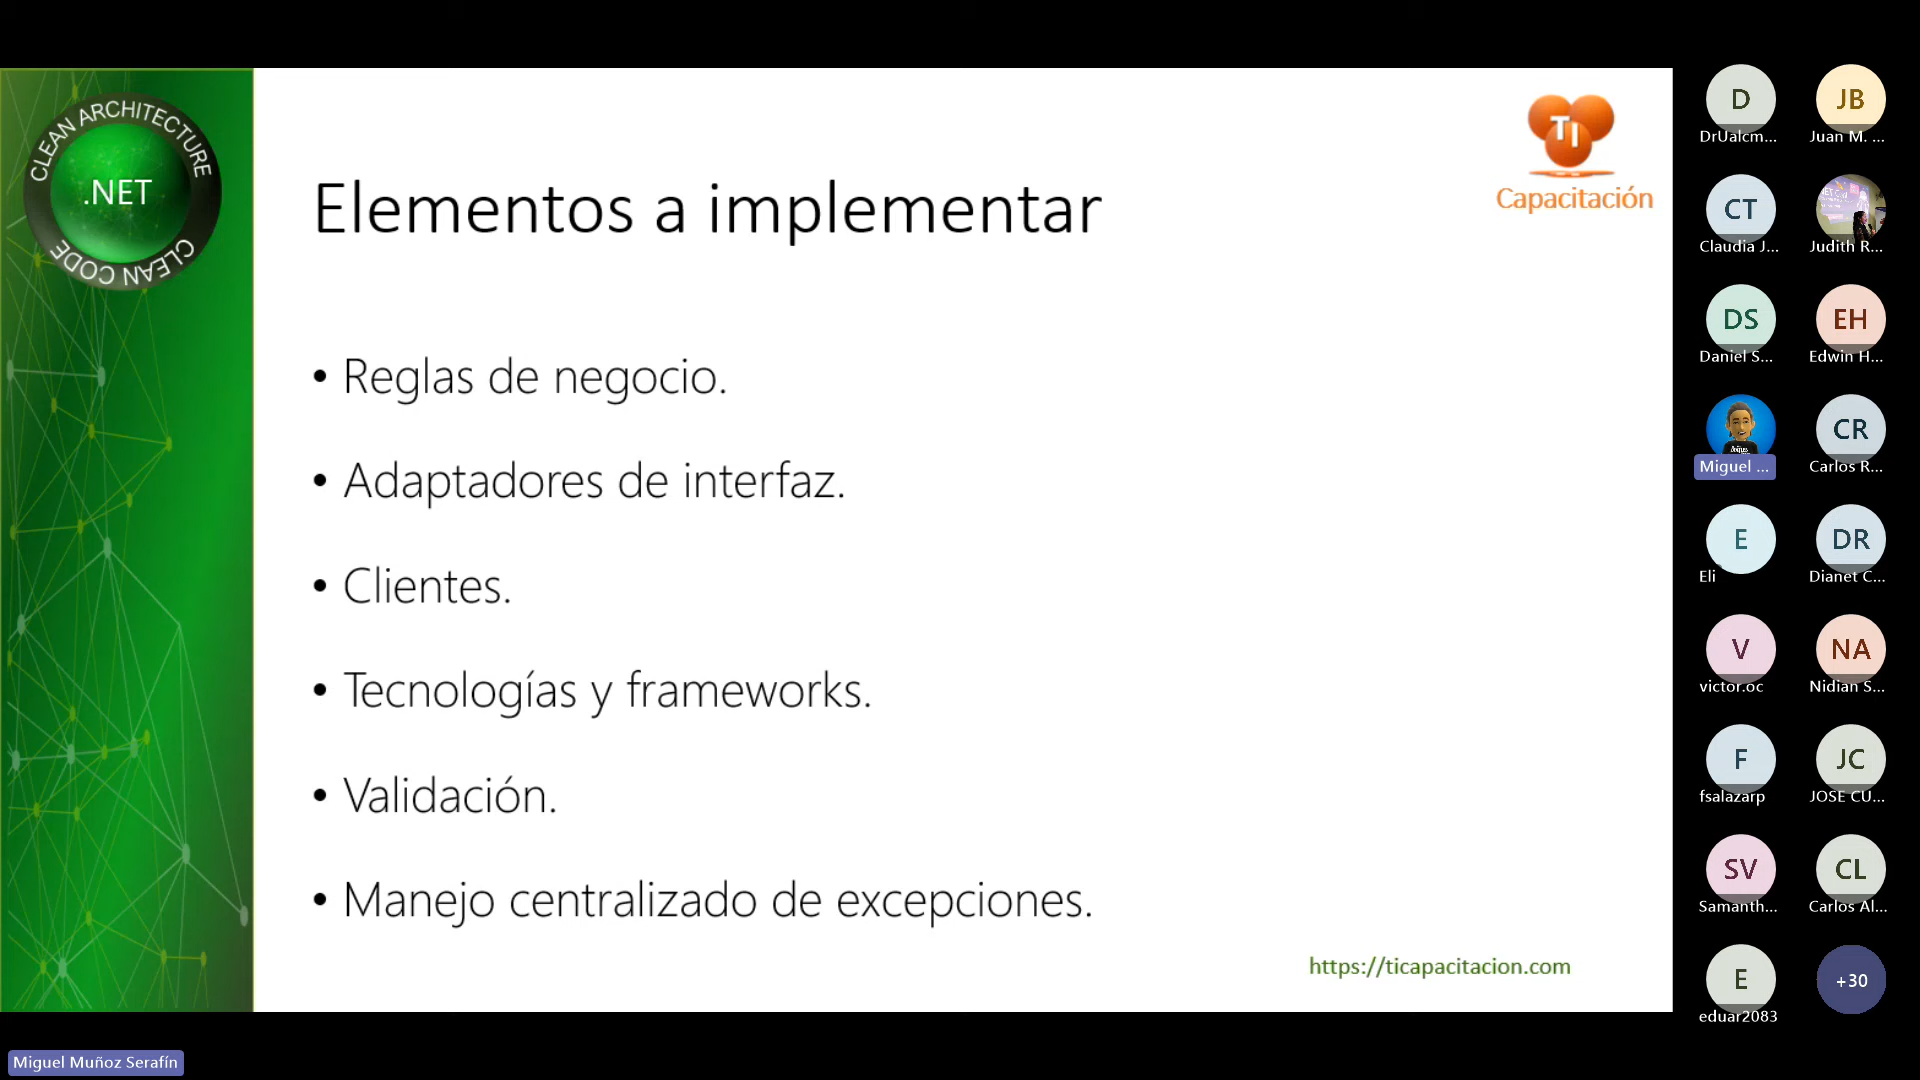 CLEAN ARCHITECTURE
.NET
CLEAN CODE
TI
Capacitación
Elementos a implementar
• Reglas de negocio.
• Adaptadores de interfaz.
• Clientes.
• Tecnologías y frameworks.
• Validación.
• Manejo centralizado de excepciones.
https://ticapacitacion.com
D
DrUalcm...
JB
Juan M. ...
CT
Claudia J...
Judith R...
DS
Daniel S...
EH
Edwin H...
Miguel ...
CR
Carlos R...
E
Eli
DR
Dianet C...
V
victor.oc
NA
Nidian S...
F
fsalazarp
JC
JOSE CU...
SV
Samanth...
CL
Carlos Al...
E
eduar2083
+30
Miguel Muñoz Serafín